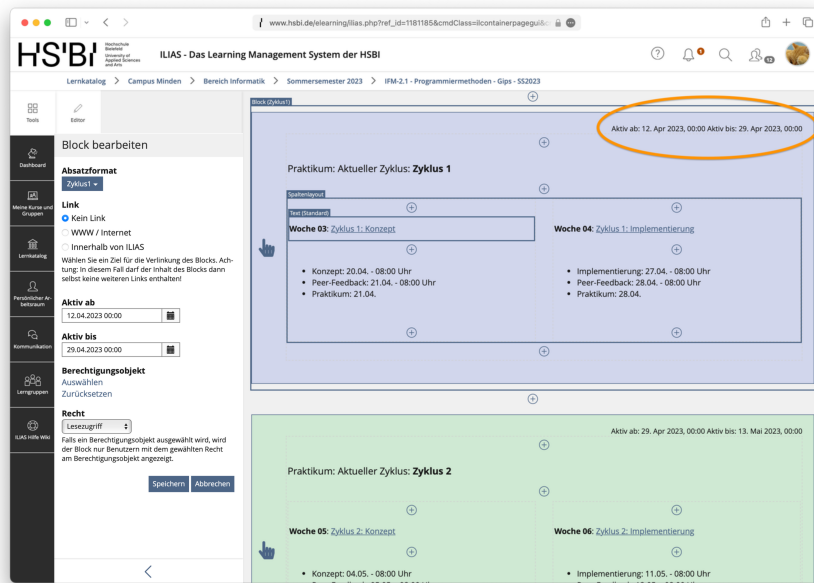 www.hsbi.de/elearning/ilias.php?ref_id=1181185&cmdClass=ilcontainerpagegui&c
HS'BI Hochschule
Bielefeld
University of
Applied Sciences
and Arts
ILIAS - Das Learning Management System der HSBI
12
Lernkatalog > Campus Minden > Bereich Informatik > Sommersemester 2023 > IFM-2.1 - Programmiermethoden - Gips - SS2023
Tools
Editor
Dashboard
Meine Kurse und
Gruppen
Lernkatalog
Persönlicher Ar-
beitsraum
Kommunikation
Lerngruppen
ILIAS Hilfe Wiki
Block bearbeiten
Absatzformat
Zyklus1
Link
Kein Link
WWW / Internet
Innerhalb von ILIAS
Wählen Sie ein Ziel für die Verlinkung des Blocks. Ach-
tung: In diesem Fall darf der Inhalt des Blocks dann
selbst keine weiteren Links enthalten!
Aktiv ab
12.04.2023 00:00
Aktiv bis
29.04.2023 00:00
Berechtigungsobjekt
Auswählen
Zurücksetzen
Recht
Lesezugriff
Falls ein Berechtigungsobjekt ausgewählt wird, wird
der Block nur Benutzern mit dem gewählten Recht
am Berechtigungsobjekt angezeigt.
Speichern Abbrechen
Block (Zyklus1)
Aktiv ab: 12. Apr 2023, 00:00 Aktiv bis: 29. Apr 2023, 00:00
Praktikum: Aktueller Zyklus: Zyklus 1
Spaltenlayout
Text (Standard)
Woche 03: Zyklus 1: Konzept
• Konzept: 20.04. - 08:00 Uhr
• Peer-Feedback: 21.04. - 08:00 Uhr
• Praktikum: 21.04.
Woche 04: Zyklus 1: Implementierung
• Implementierung: 27.04. - 08:00 Uhr
• Peer-Feedback: 28.04. - 08:00 Uhr
• Praktikum: 28.04.
Aktiv ab: 29. Apr 2023, 00:00 Aktiv bis: 13. Mai 2023, 00:00
Praktikum: Aktueller Zyklus: Zyklus 2
Woche 05: Zyklus 2: Konzept
• Konzept: 04.05. - 08:00 Uhr
Woche 06: Zyklus 2: Implementierung
• Implementierung: 11.05. - 08:00 Uhr